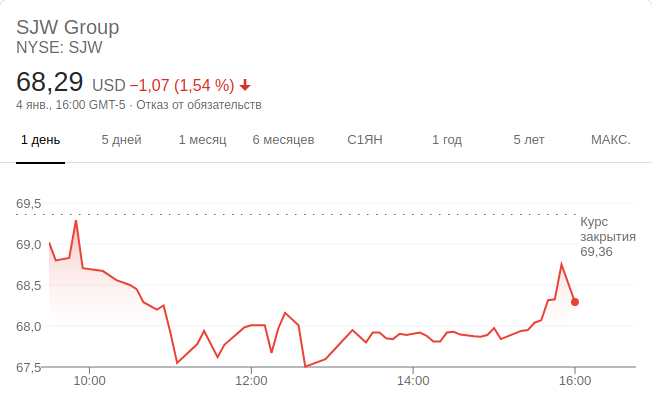 SJW Group
NYSE: SJW
68,29 USD −1,07 (1,54 %)
4 янв., 16:00 GMT-5 · Отказ от обязательств
1 день 5 дней 1 месяц 6 месяцев С1ЯН 1 год 5 лет МАКС.
69,5
Курс
закрытия
69,36
69,0
68,5
68,0
67,5
10:00 12:00 14:00 16:00